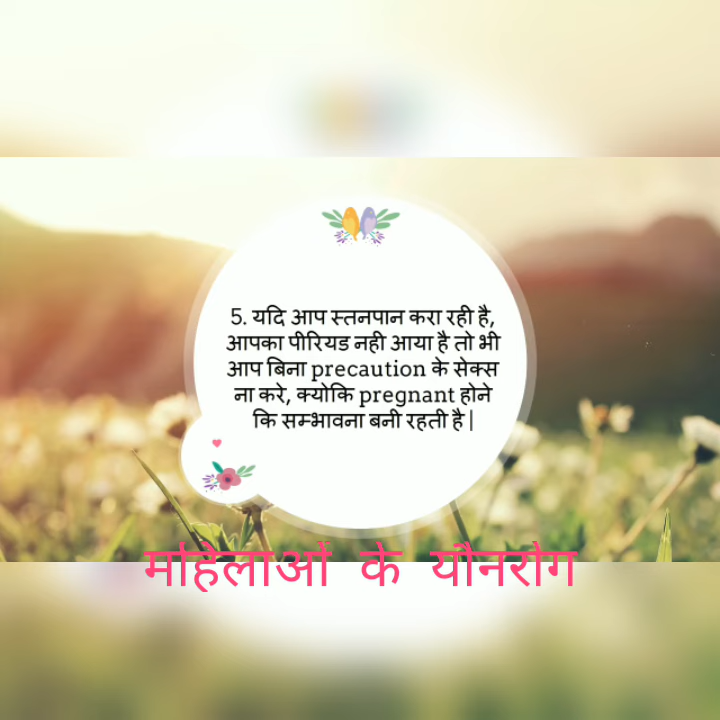 5. यदि आप स्तनपान करा रही है,
आपका पीरियड नही आया है तो भी
आप बिना precaution के सेक्स
ना करे, क्योकि pregnant होने
कि सम्भावना बनी रहती है |
महिलाओं के यौनरोग